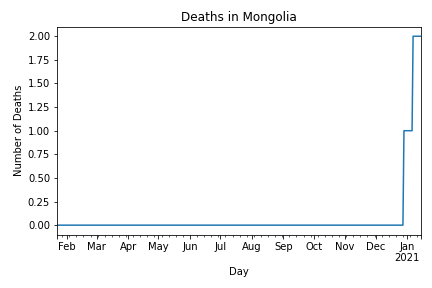 Deaths in Mongolia
Number of Deaths
2.00
1.75
1.50
1.25
1.00
0.75
0.50
0.25
0.00
Feb Mar Apr May Jun Jul Aug Sep Oct Nov Dec Jan
2021
Day